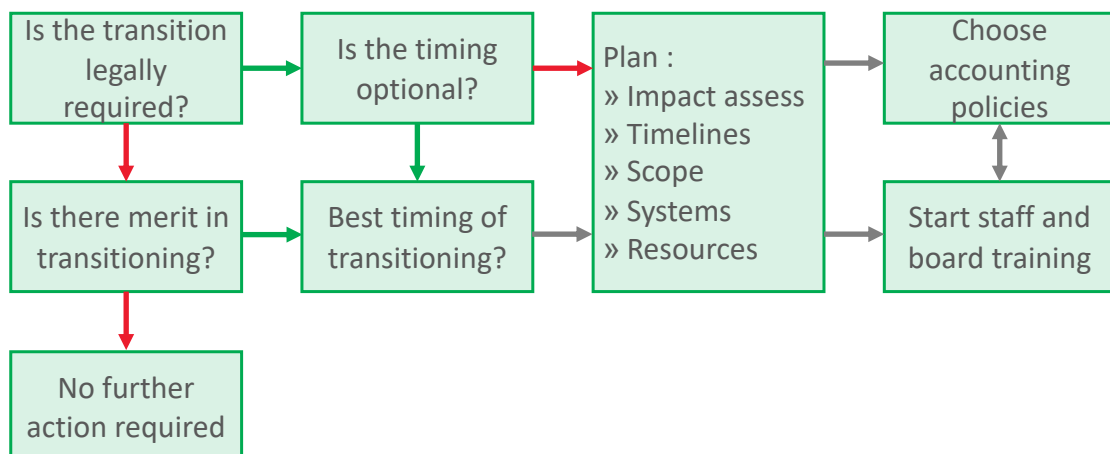 Is the transition
legally
required?
Is the timing
optional?
Plan :
» Impact assess
» Timelines
» Scope
» Systems
» Resources
Choose
accounting
policies
Is there merit in
transitioning?
Best timing of
transitioning?
Start staff and
board training
No further
action required